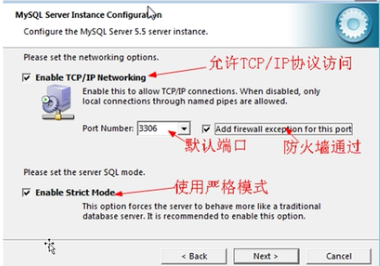 MySQL Server Instance Configuration
Configure the MySQL Server 5.5 server instance.
Please set the networking options.
允许TCP/IP协议访问
Enable TCP/IP Networking
Enable this to allow TCP/IP connections. When disabled, only
local connections through named pipes are allowed.
Port Number: 3306
Add firewall exception for this port
默认端口
防火墙通过
Please set the server SQL mode.
使用严格模式
Enable Strict Mode
This option forces the server to behave more like a traditional
database server. It is recommended to enable this option.
< Back
Next >
Cancel